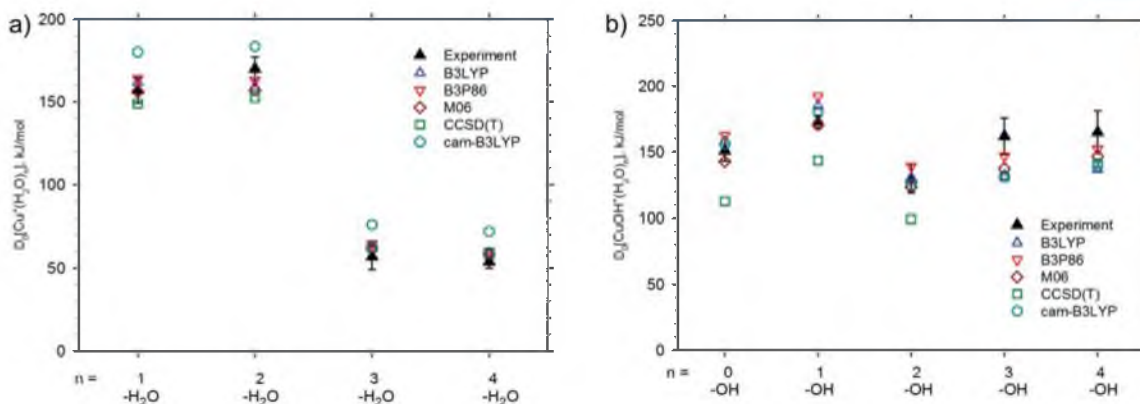 a)
200
150
100
50
0
D₀[Cu⁺(H₂O)ₙ], kJ/mol
Experiment
B3LYP
B3P86
M06
CCSD(T)
cam-B3LYP
n = 1 2 3 4
-H₂O -H₂O -H₂O -H₂O
b)
250
200
150
100
50
0
D₀[CuOH⁺(H₂O)ₙ], kJ/mol
Experiment
B3LYP
B3P86
M06
CCSD(T)
cam-B3LYP
n = 0 1 2 3 4
-OH -OH -OH -OH -OH